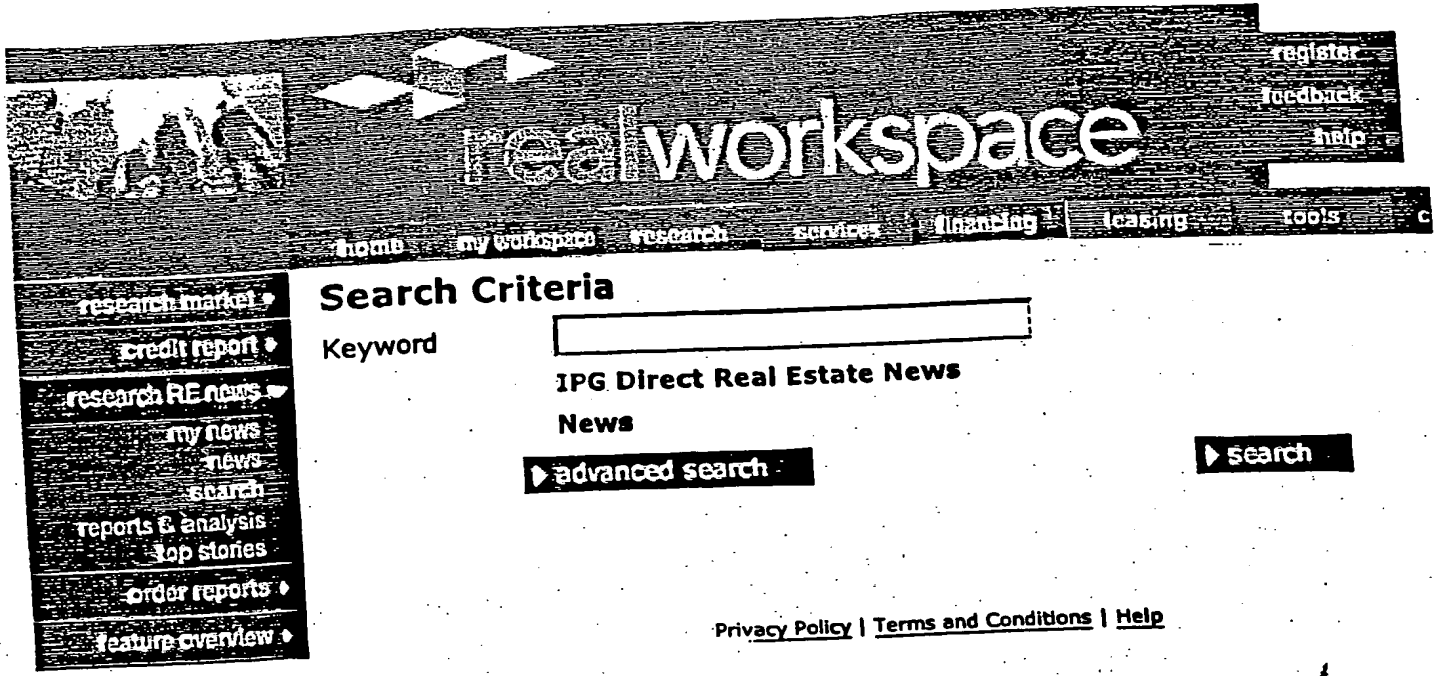 register
feedback
help
realworkspace
home my workspace research services financing leasing tools c
research market
credit report
research RE news
my news
news
search
reports & analysis
top stories
order reports
feature overview
Search Criteria
Keyword
IPG Direct Real Estate News
News
advanced search
search
Privacy Policy | Terms and Conditions | Help